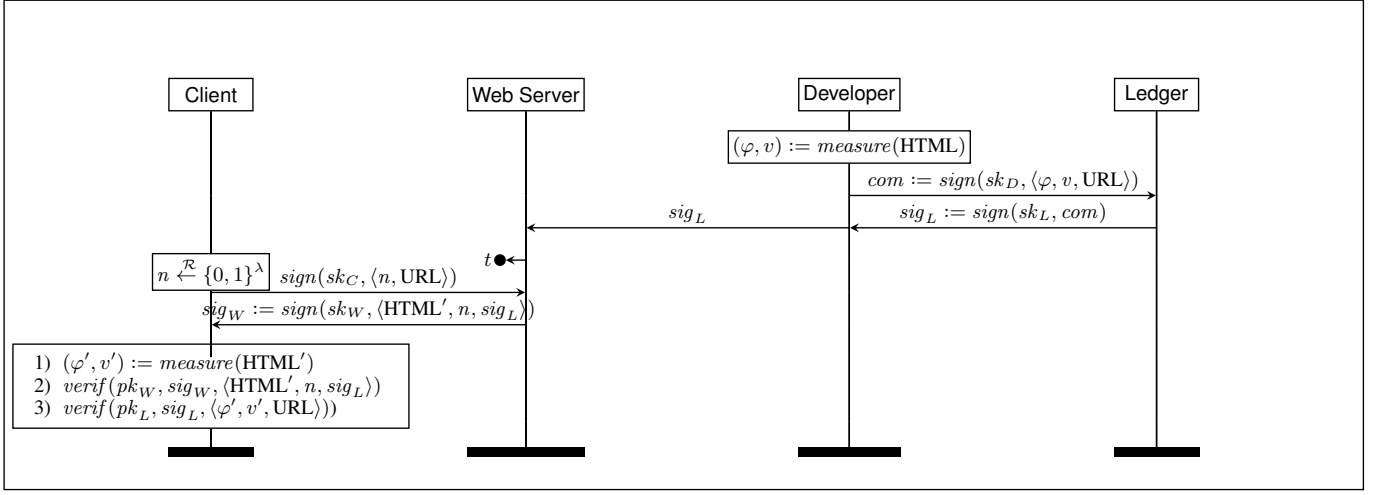 Client Web Server Developer Ledger
(φ, v) := measure(HTML)
com := sign(sk_D, ⟨φ, v, URL⟩)
sig_L sig_L := sign(sk_L, com)
t
n ←^R {0, 1}^λ sign(sk_C, ⟨n, URL⟩)
sig_W := sign(sk_W, ⟨HTML′, n, sig_L⟩)
1) (φ′, v′) := measure(HTML′)
2) verif(pk_W, sig_W, ⟨HTML′, n, sig_L⟩)
3) verif(pk_L, sig_L, ⟨φ′, v′, URL⟩))